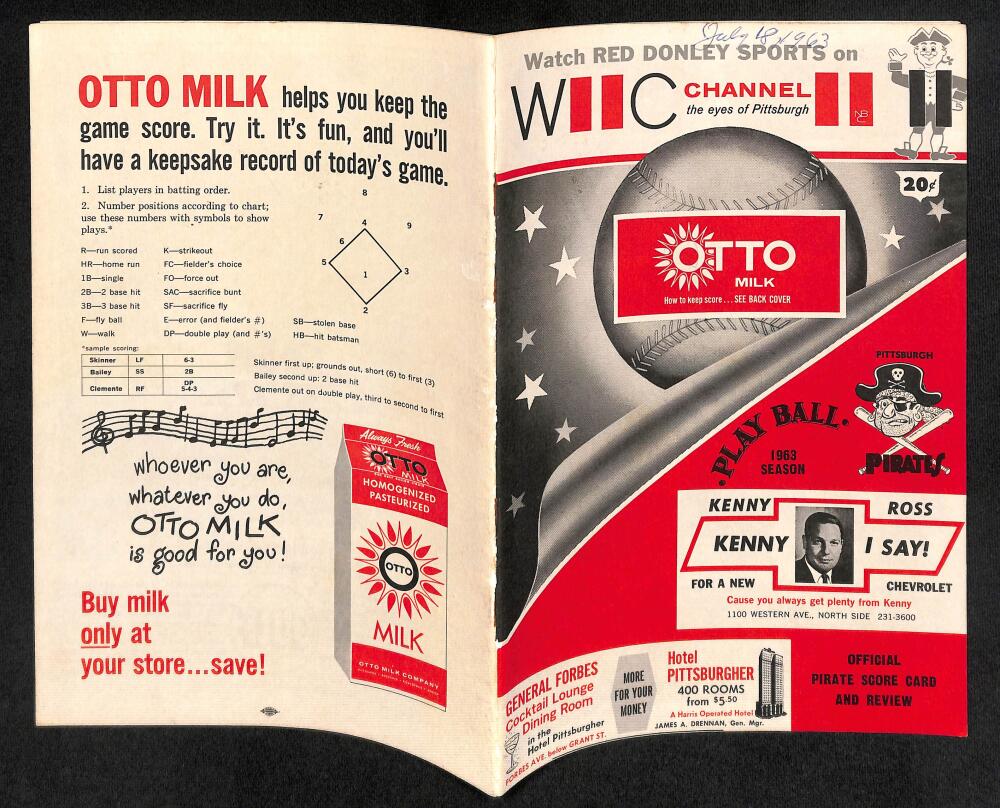 OTTO MILK helps you keep the
game score. Try it. It's fun, and you'll
have a keepsake record of today's game.
1. List players in batting order.
2. Number positions according to chart;
use these numbers with symbols to show
plays.*
R—run scored
HR—home run
1B—single
2B—2 base hit
3B—3 base hit
F—fly ball
W—walk
K—strikeout
FC—fielder's choice
FO—force out
SAC—sacrifice bunt
SF—sacrifice fly
E—error (and fielder's #)
DP—double play (and #'s)
SB—stolen base
HB—hit batsman
8
7
9
4
6
5
1
3
2
*sample scoring:
Skinner LF 6-3
Bailey SS 2B
Clemente RF DP
5-4-3
Skinner first up; grounds out, short (6) to first (3)
Bailey second up: 2 base hit
Clemente out on double play, third to second to first
whoever you are,
whatever you do,
OTTO MILK
is good for you!
Buy milk
only at
your store...save!
Always Fresh
OTTO
MILK
HOMOGENIZED
PASTEURIZED
OTTO
MILK
OTTO MILK COMPANY
July 18, 1963
Watch RED DONLEY SPORTS on
WIIC CHANNEL 11
the eyes of Pittsburgh
NBC
11
20¢
OTTO
MILK
How to keep score...SEE BACK COVER
PITTSBURGH
PIRATES
PLAY BALL
1963
SEASON
KENNY ROSS
KENNY I SAY!
FOR A NEW CHEVROLET
Cause you always get plenty from Kenny
1100 WESTERN AVE., NORTH SIDE 231-3600
GENERAL FORBES
Cocktail Lounge
Dining Room
in the
Hotel Pittsburgher
FORBES AVE. below GRANT ST.
MORE
FOR YOUR
MONEY
Hotel
PITTSBURGHER
400 ROOMS
from $5.50
A Harris Operated Hotel
JAMES A. DRENNAN, Gen. Mgr.
OFFICIAL
PIRATE SCORE CARD
AND REVIEW